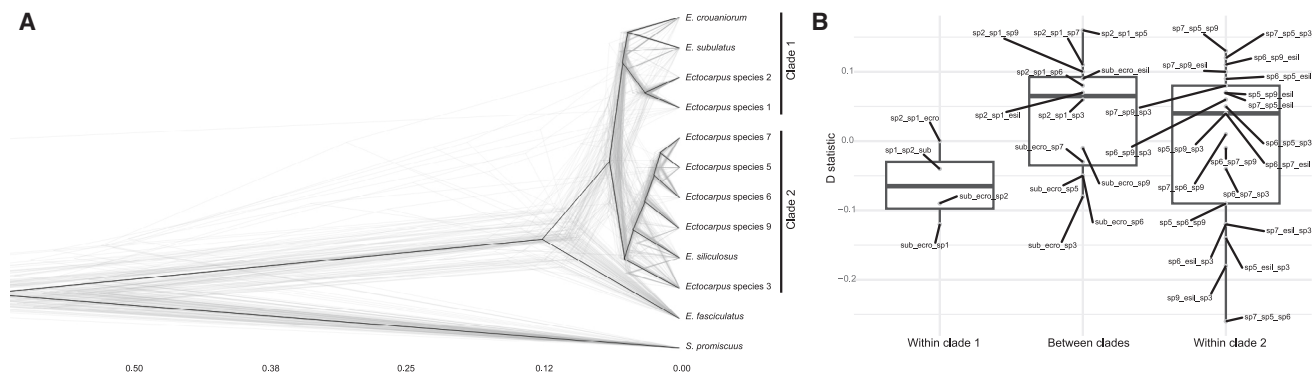 A
E. crouaniorum
E. subulatus
Ectocarpus species 2
Ectocarpus species 1
Ectocarpus species 7
Ectocarpus species 5
Ectocarpus species 6
Ectocarpus species 9
E. siliculosus
Ectocarpus species 3
E. fasciculatus
S. promiscuus
Clade 1
Clade 2
0.50
0.38
0.25
0.12
0.00
B
D statistic
0.1
0.0
−0.1
−0.2
sp2_sp1_ecro
sp1_sp2_sub
sub_ecro_sp2
sub_ecro_sp1
sp2_sp1_sp9
sp2_sp1_sp7
sp2_sp1_sp5
sp2_sp1_sp6
sub_ecro_esil
sp2_sp1_esil
sp2_sp1_sp3
sub_ecro_sp7
sub_ecro_sp9
sub_ecro_sp5
sub_ecro_sp6
sub_ecro_sp3
sp7_sp5_sp9
sp7_sp5_sp3
sp6_sp9_esil
sp7_sp9_esil
sp6_sp5_esil
sp7_sp9_sp3
sp5_sp9_esil
sp7_sp5_esil
sp6_sp9_sp3
sp5_sp9_sp3
sp6_sp5_sp3
sp6_sp7_sp9
sp6_sp7_esil
sp7_sp6_sp9
sp6_sp7_sp3
sp5_sp6_sp9
sp7_esil_sp3
sp6_esil_sp3
sp5_esil_sp3
sp9_esil_sp3
sp7_sp5_sp6
Within clade 1
Between clades
Within clade 2